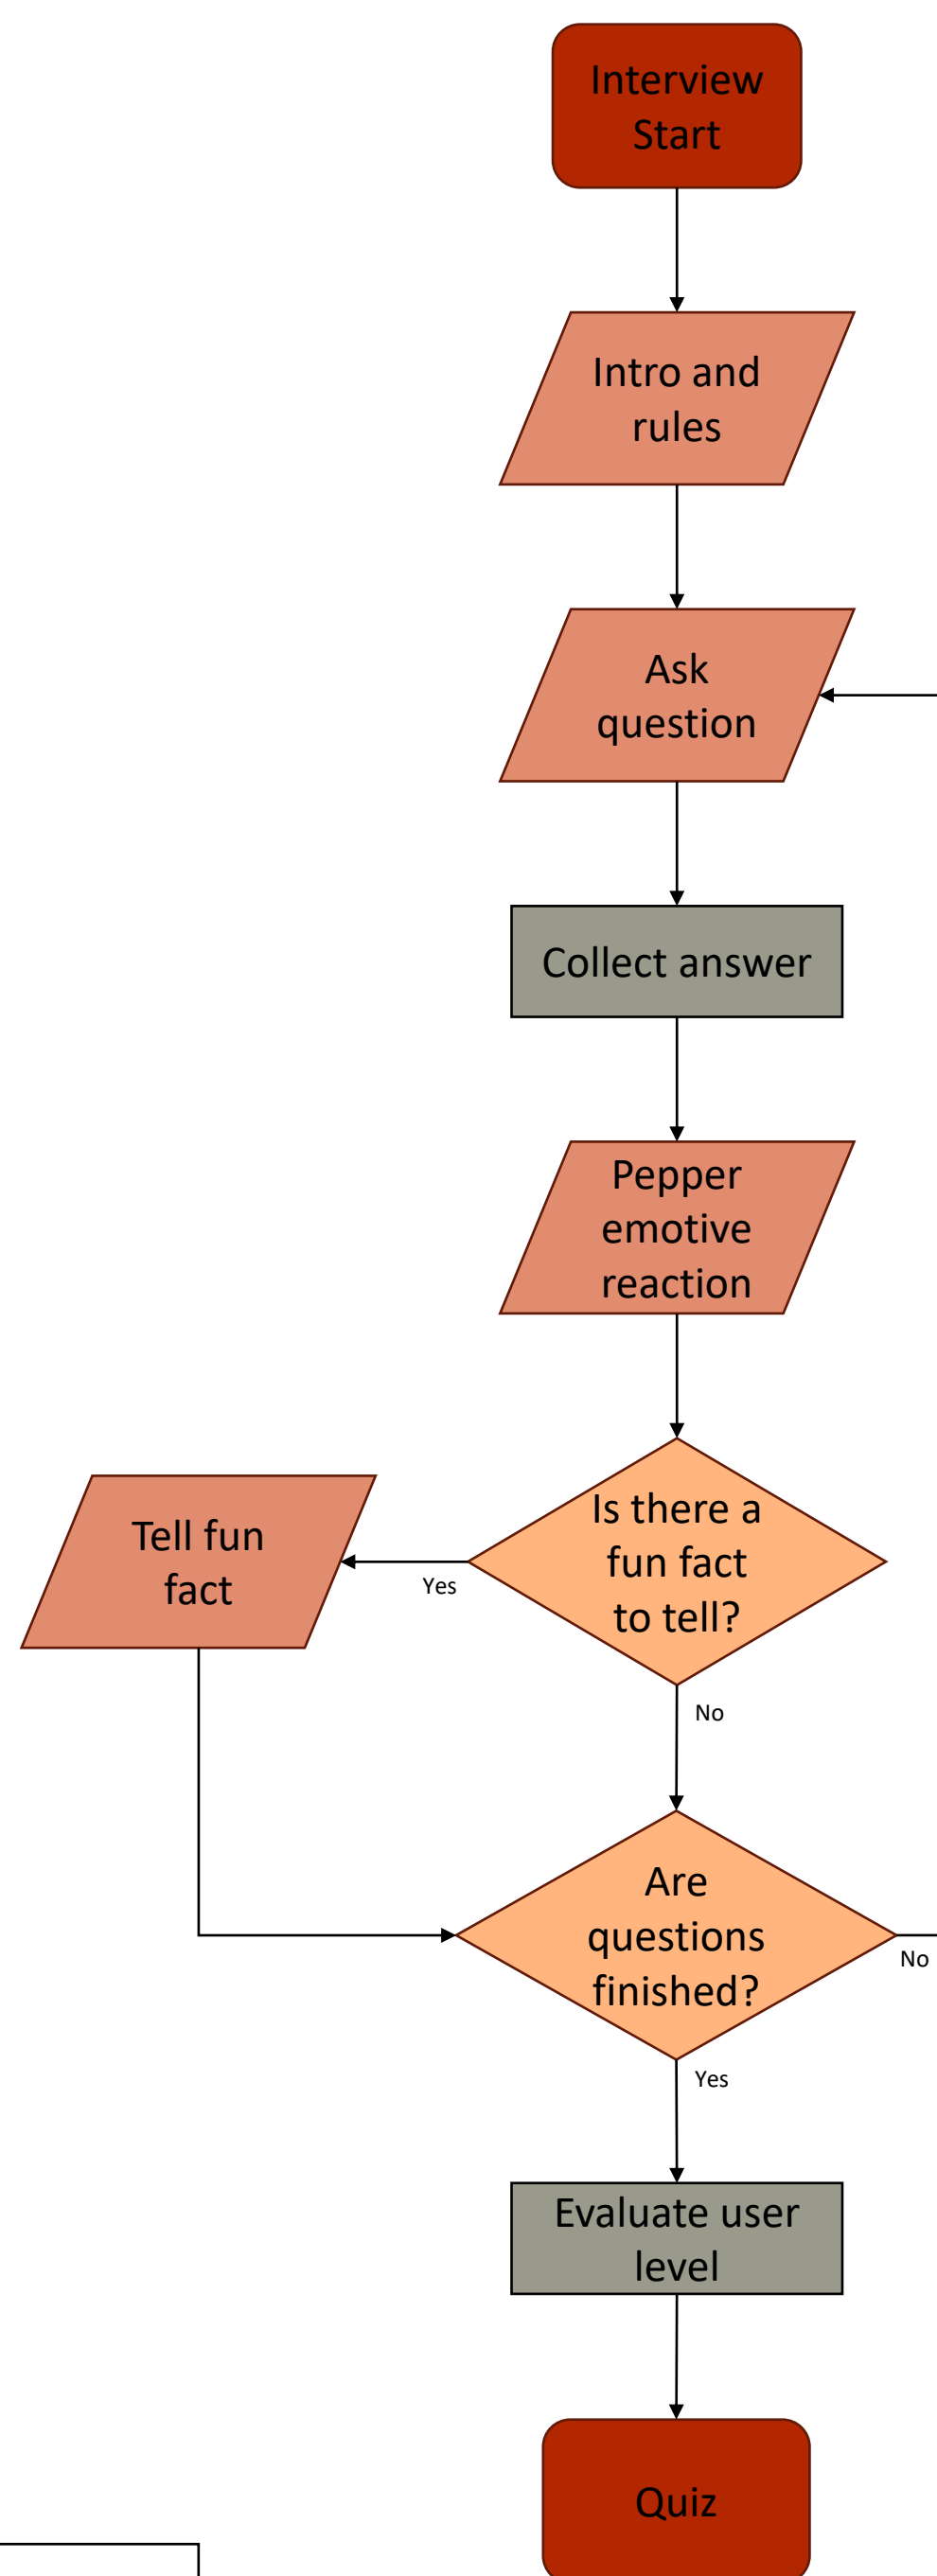 Interview
Start
Intro and
rules
Ask
question
Collect answer
Pepper
emotive
reaction
Is there a
fun fact
to tell?
Tell fun
fact
Yes
No
Are
questions
finished?
No
Yes
Evaluate user
level
Quiz